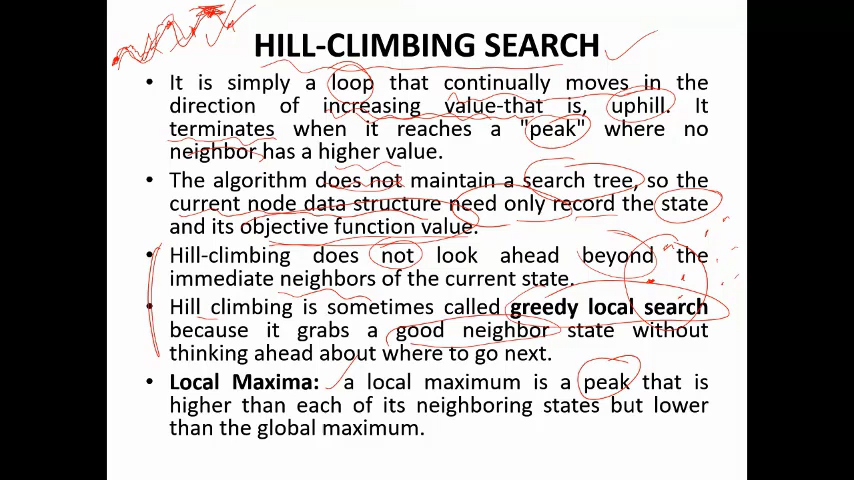 HILL-CLIMBING SEARCH
• It is simply a loop that continually moves in the
direction of increasing value-that is, uphill. It
terminates when it reaches a "peak" where no
neighbor has a higher value.
• The algorithm does not maintain a search tree, so the
current node data structure need only record the state
and its objective function value.
• Hill-climbing does not look ahead beyond the
immediate neighbors of the current state.
• Hill climbing is sometimes called greedy local search
because it grabs a good neighbor state without
thinking ahead about where to go next.
• Local Maxima: a local maximum is a peak that is
higher than each of its neighboring states but lower
than the global maximum.